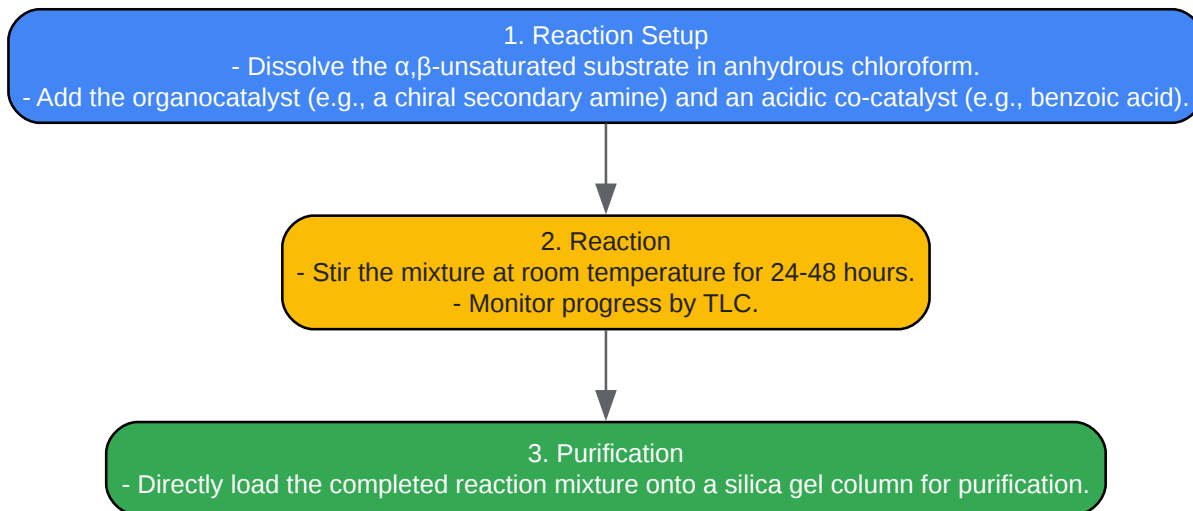 1. Reaction Setup
- Dissolve the α,β-unsaturated substrate in anhydrous chloroform.
- Add the organocatalyst (e.g., a chiral secondary amine) and an acidic co-catalyst (e.g., benzoic acid).
2. Reaction
- Stir the mixture at room temperature for 24-48 hours.
- Monitor progress by TLC.
3. Purification
- Directly load the completed reaction mixture onto a silica gel column for purification.